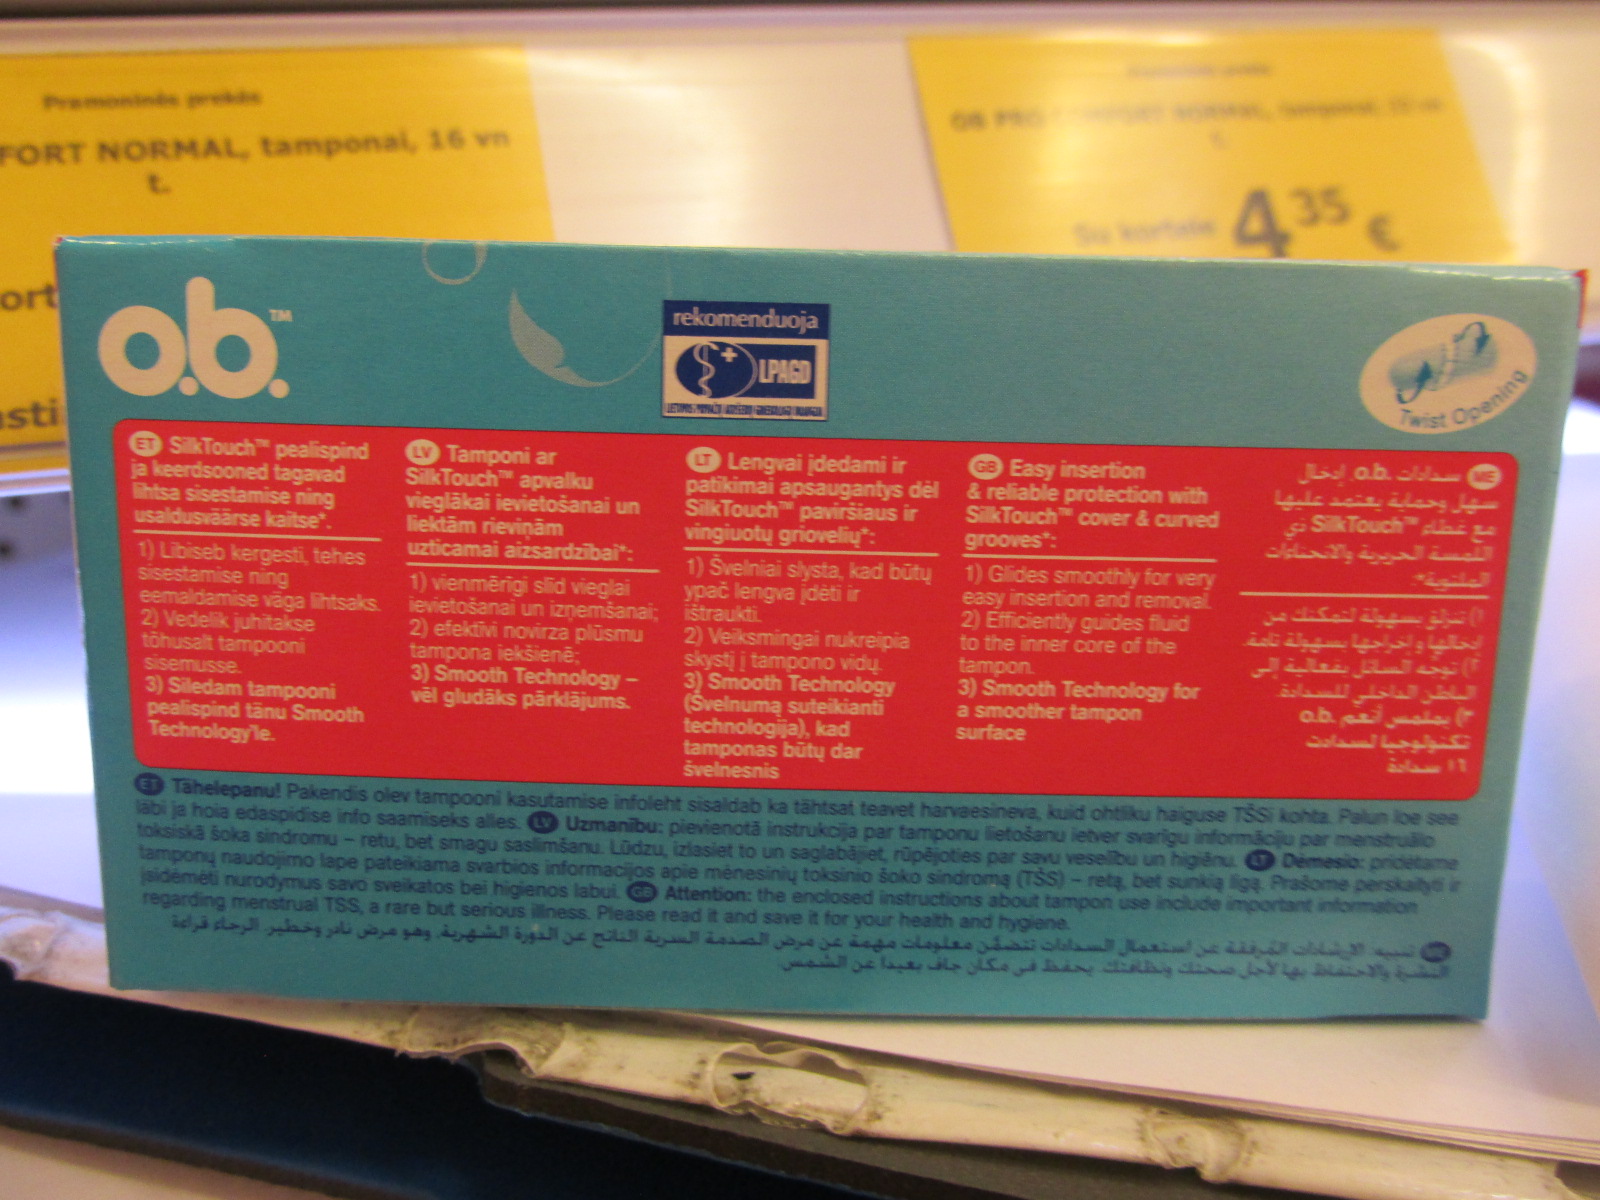 Pramoninės prekės
FORT NORMAL, tamponai, 16 vn
t.
ort
asti
OB PRO COMFORT NORMAL, tamponai,
t.
Su kortele 4 35 €
o.b.™
rekomenduoja
LPAGD
Twist Opening
ET SilkTouch™ pealispind
ja keerdsooned tagavad
lihtsa sisestamise ning
usaldusväärse kaitse*.
1) Libiseb kergesti, tehes
sisestamise ning
eemaldamise väga lihtsaks.
2) Vedelik juhitakse
tõhusalt tampooni
sisemusse.
3) Siledam tampooni
pealispind tänu Smooth
Technology'le.
LV Tamponi ar
SilkTouch™ apvalku
vieglākai ievietošanai un
liektām rieviņām
uzticamai aizsardzībai*:
1) vienmērīgi slīd vieglai
ievietošanai un izņemšanai;
2) efektīvi novirza plūsmu
tampona iekšienē;
3) Smooth Technology –
vēl gludāks pārklājums.
LT Lengvai įdedami ir
patikimai apsaugantys dėl
SilkTouch™ paviršiaus ir
vingiuotų griovelių*:
1) Švelniai slysta, kad būtų
ypač lengva įdėti ir
ištraukti.
2) Veiksmingai nukreipia
skystį į tampono vidų.
3) Smooth Technology
(Švelnumą suteikianti
technologija), kad
tamponas būtų dar
švelnesnis
GB Easy insertion
& reliable protection with
SilkTouch™ cover & curved
grooves*:
1) Glides smoothly for very
easy insertion and removal.
2) Efficiently guides fluid
to the inner core of the
tampon.
3) Smooth Technology for
a smoother tampon
surface
ME سدادات .o.b. إدخال
سهل وحماية يعتمد عليها
مع غطاء SilkTouch™ ذي
اللمسة الحريرية والانحناءات
الملتوية*:
١) تنزلق بسهولة لتمكنك من
إدخالها وإخراجها بسهولة تامة.
٢) توجه السائل بفعالية إلى
الباطن الداخلي للسدادة.
٣) بملمس أنعم .o.b
تكنولوجيا لسدادت
١٦ سدادة
ET Tähelepanu! Pakendis olev tampooni kasutamise infoleht sisaldab ka tähtsat teavet harvaesineva, kuid ohtliku haiguse TŠSi kohta. Palun loe see
läbi ja hoia edaspidise info saamiseks alles. LV Uzmanību: pievienotā instrukcija par tamponu lietošanu ietver svarīgu informāciju par menstruālo
toksiskā šoka sindromu – retu, bet smagu saslimšanu. Lūdzu, izlasiet to un saglabājiet, rūpējoties par savu veselību un higiēnu. LT Dėmesio: pridėtame
tamponų naudojimo lape pateikiama svarbios informacijos apie mėnesinių toksinio šoko sindromą (TŠS) – retą, bet sunkią ligą. Prašome perskaityti ir
įsidėmėti nurodymus savo sveikatos bei higienos labui. GB Attention: the enclosed instructions about tampon use include important information
regarding menstrual TSS, a rare but serious illness. Please read it and save it for your health and hygiene.
ME تنبيه: الإرشادات المُرفقة عن استعمال السدادات تتضمّن معلومات مهمة عن مرض الصدمة السمية الناتج عن الدورة الشهرية، وهو مرض نادر وخطير. الرجاء قراءة
النشرة والاحتفاظ بها لأجل صحتك ونظافتك. يحفظ في مكان جاف بعيدا عن الشمس.